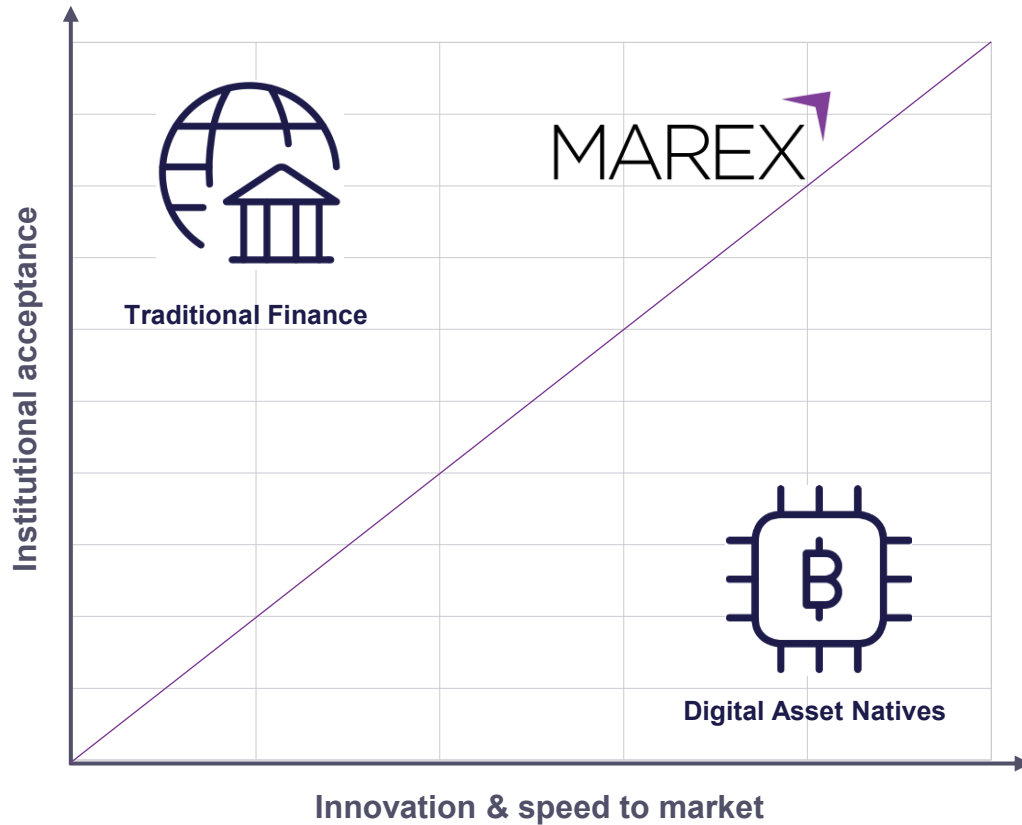 MAREX
Institutional acceptance
Traditional Finance
Digital Asset Natives
Innovation & speed to market